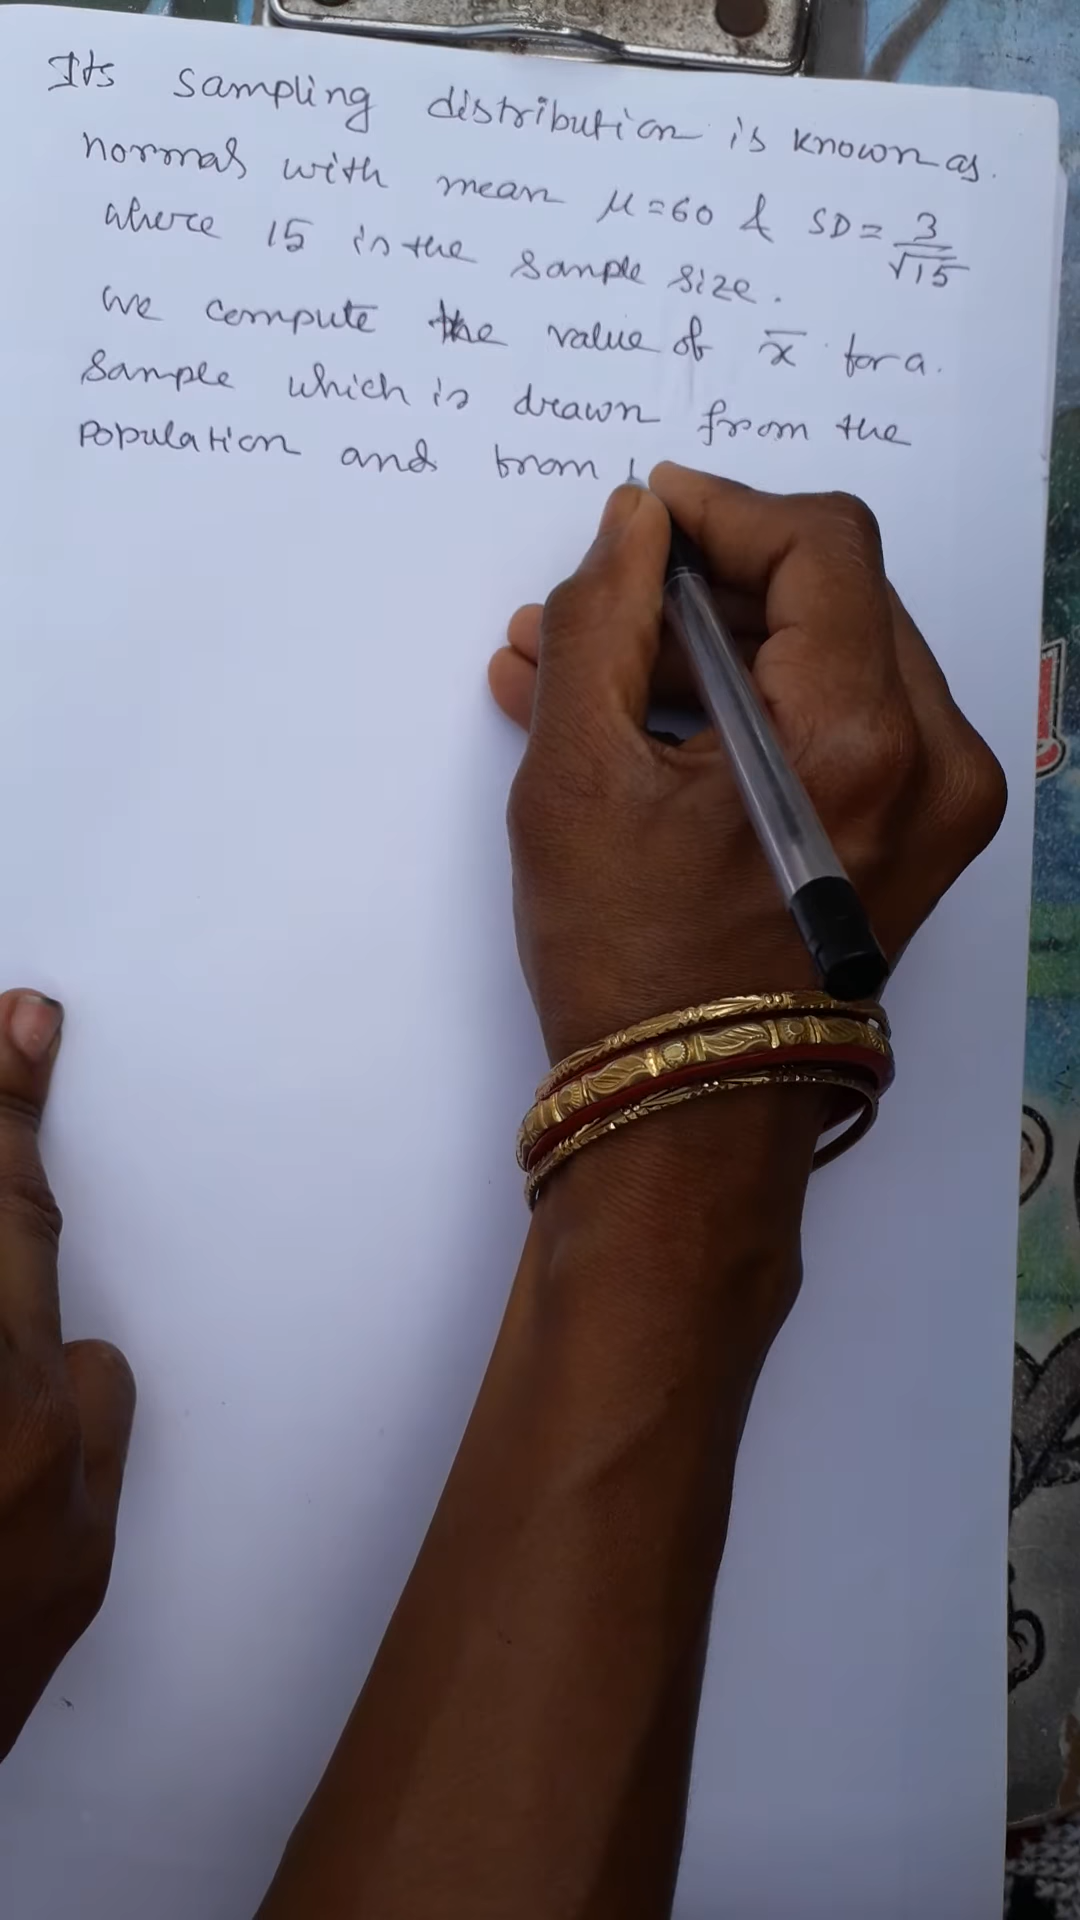 Its sampling distribution is known as.
normal with mean μ=60 & SD = 3/√15
where 15 is the sample size.
we compute the value of x̄ for a.
sample which is drawn from the
population and from